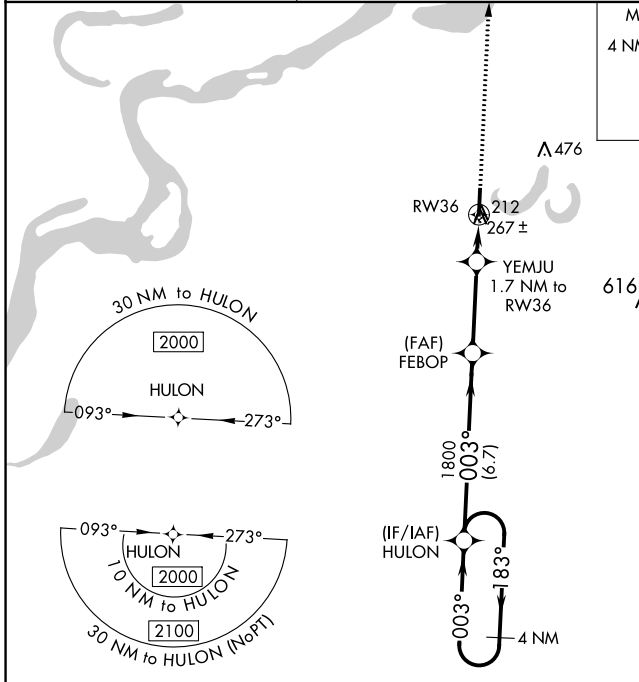 M
4 NM
476
RW36
212
267 ±
YEMJU
1.7 NM to
RW36
616
30 NM to HULON
2000
HULON
093°
273°
(FAF)
FEBOP
1800
003°
(6.7)
093°
273°
HULON
2000
10 NM to HULON
2100
30 NM to HULON (NoPT)
(IF/IAF)
HULON
003°
183°
4 NM